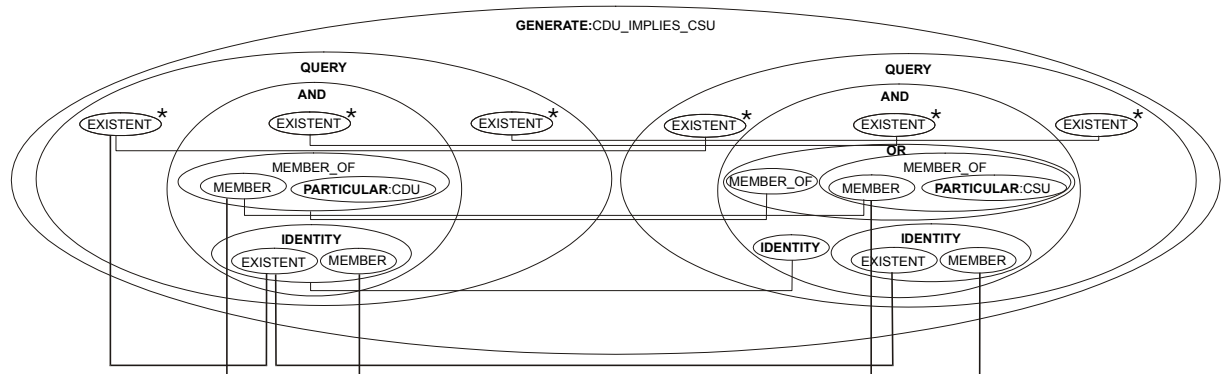 GENERATE:CDU_IMPLIES_CSU
QUERY
AND
EXISTENT*
EXISTENT*
EXISTENT*
MEMBER_OF
MEMBER
PARTICULAR:CDU
IDENTITY
EXISTENT
MEMBER
QUERY
AND
EXISTENT*
EXISTENT*
EXISTENT*
OR
MEMBER_OF
MEMBER_OF
MEMBER
PARTICULAR:CSU
IDENTITY
IDENTITY
EXISTENT
MEMBER